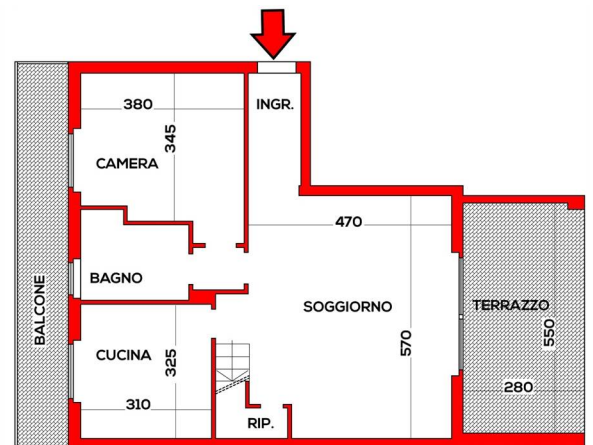 380
INGR.
345
CAMERA
470
BAGNO
BALCONE
SOGGIORNO
TERRAZZO
550
570
CUCINA
325
280
310
RIP.